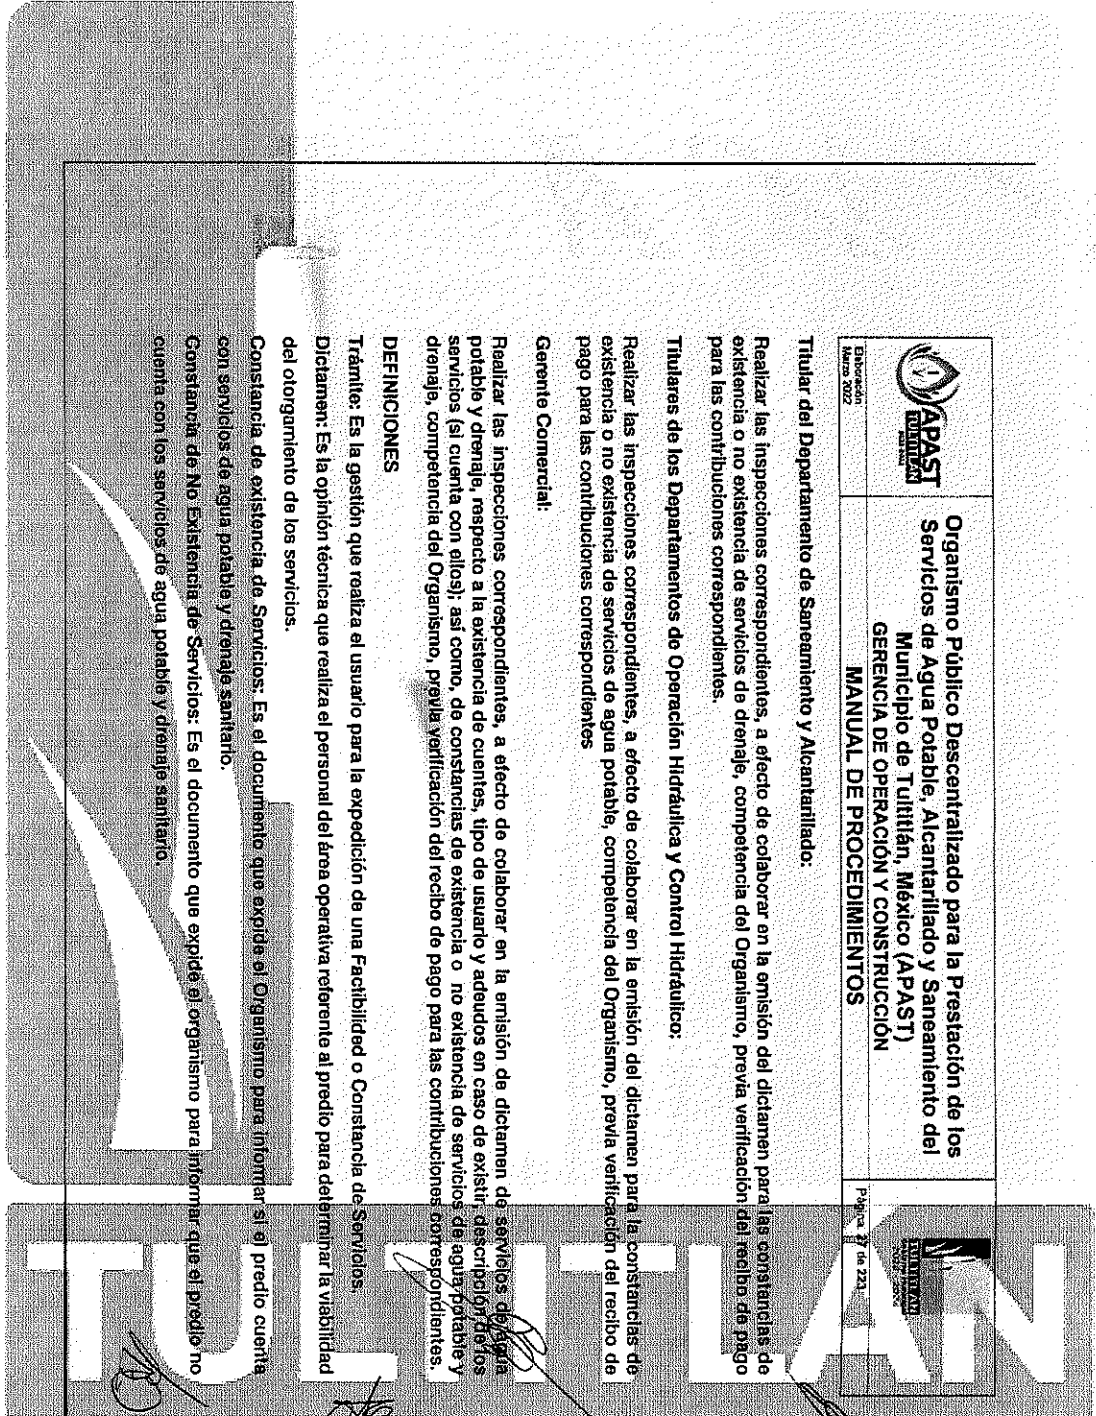 APAST
TULTITLÁN
Elaboración
Marzo 2022
Organismo Público Descentralizado para la Prestación de los
Servicios de Agua Potable, Alcantarillado y Saneamiento del
Municipio de Tultitlán, México (APAST)
GERENCIA DE OPERACIÓN Y CONSTRUCCIÓN
MANUAL DE PROCEDIMIENTOS
Página 27 de 223
Titular del Departamento de Saneamiento y Alcantarillado:
Realizar las inspecciones correspondientes, a efecto de colaborar en la emisión del dictamen para las constancias de
existencia o no existencia de servicios de drenaje, competencia del Organismo, previa verificación del recibo de pago
para las contribuciones correspondientes.
Titulares de los Departamentos de Operación Hidráulica y Control Hidráulico;
Realizar las inspecciones correspondientes, a efecto de colaborar en la emisión del dictamen para la constancias de
existencia o no existencia de servicios de agua potable, competencia del Organismo, previa verificación del recibo de
pago para las contribuciones correspondientes
Gerente Comercial:
Realizar las inspecciones correspondientes, a efecto de colaborar en la emisión de dictamen de servicios de agua
potable y drenaje, respecto a la existencia de cuentes, tipo de usuario y adeudos en caso de existir, descripción de los
servicios (si cuenta con ellos); así como, de constancias de existencia o no existencia de servicios de agua potable y
drenaje, competencia del Organismo, previa verificación del recibo de pago para las contribuciones correspondientes.
DEFINICIONES
Trámite: Es la gestión que realiza el usuario para la expedición de una Factibilided o Constancia de Servicios.
Dictamen: Es la opinión técnica que realiza el personal del área operativa referente al predio para determinar la viabilidad
del otorgamiento de los servicios.
Constancia de existencia de Servicios: Es el documento que expide el Organismo para informar si el predio cuenta
con servicios de agua potable y drenaje sanitario.
Constancia de No Existencia de Servicios: Es el documento que expide el organismo para informar que el predio no
cuenta con los servicios de agua potable y drenaje sanitario.
TULTITLÁN